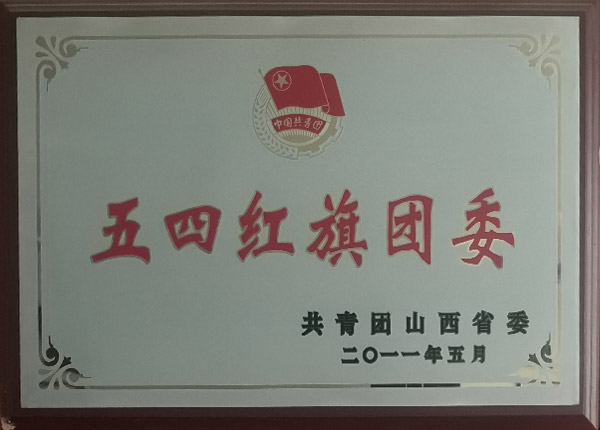 中国共青团
五四红旗团委
共青团山西省委
二〇一一年五月